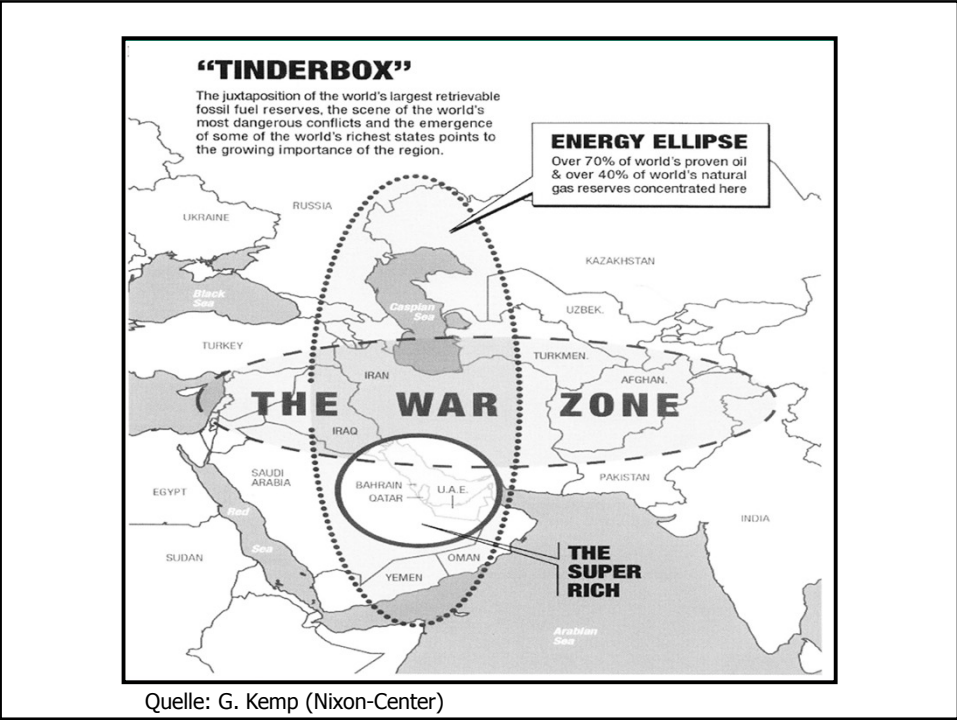 “TINDERBOX”
The juxtaposition of the world's largest retrievable
fossil fuel reserves, the scene of the world's
most dangerous conflicts and the emergence
of some of the world's richest states points to
the growing importance of the region.
ENERGY ELLIPSE
Over 70% of world's proven oil
& over 40% of world's natural
gas reserves concentrated here
RUSSIA
UKRAINE
KAZAKHSTAN
Black
Sea
Caspian
Sea
UZBEK.
TURKEY
TURKMEN.
IRAN
AFGHAN.
THE WAR ZONE
IRAQ
SAUDI
ARABIA
PAKISTAN
BAHRAIN
QATAR
U.A.E.
EGYPT
Red
Sea
INDIA
SUDAN
OMAN
YEMEN
THE
SUPER
RICH
Arabian
Sea
Quelle: G. Kemp (Nixon-Center)